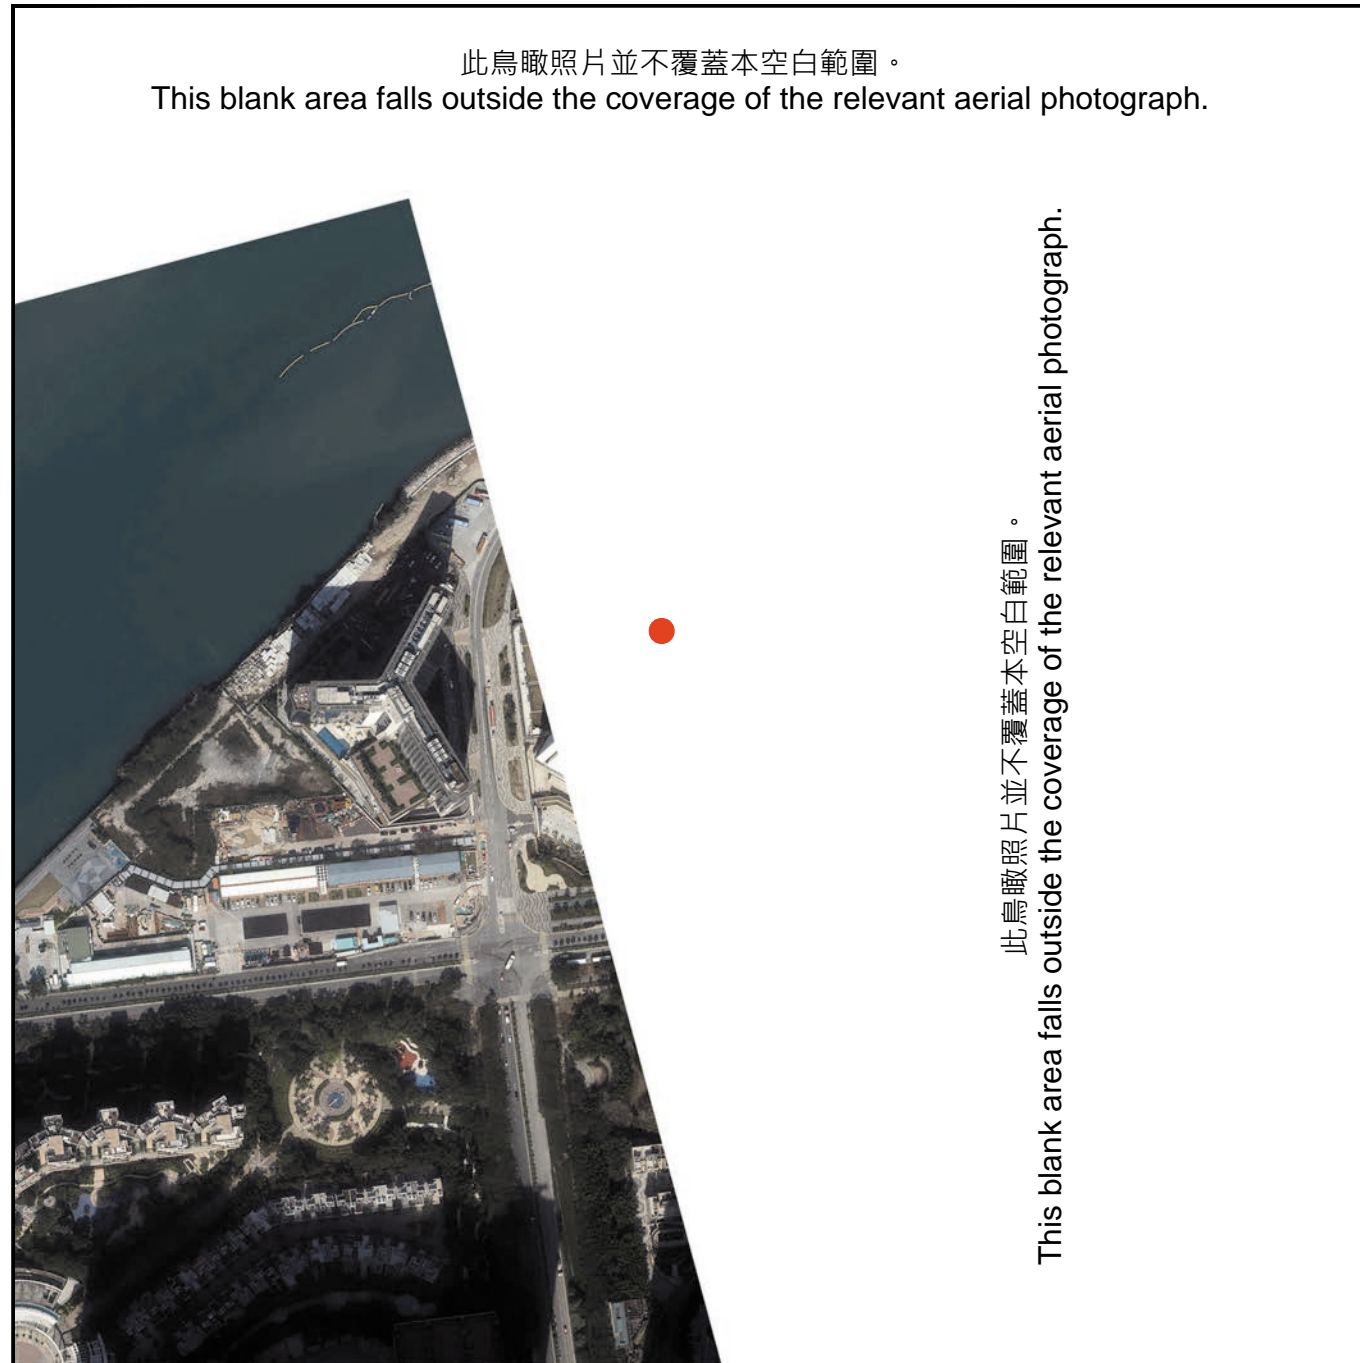 此鳥瞰照片並不覆蓋本空白範圍。
This blank area falls outside the coverage of the relevant aerial photograph.
此鳥瞰照片並不覆蓋本空白範圍。
This blank area falls outside the coverage of the relevant aerial photograph.